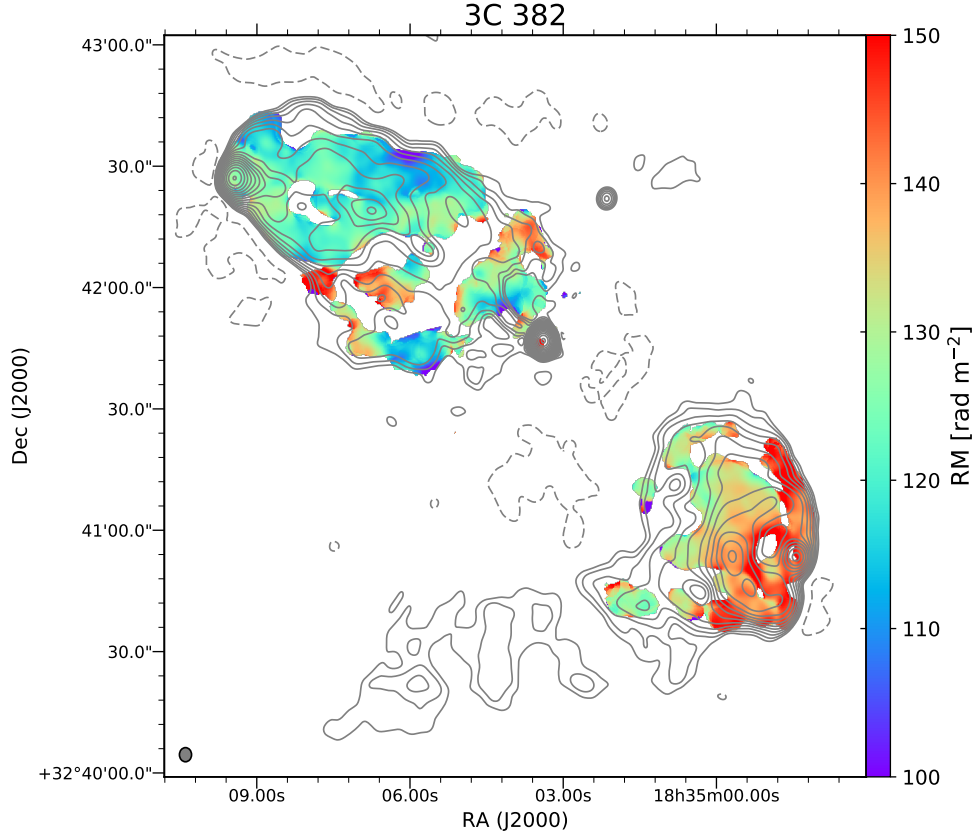 3C 382
43'00.0"
30.0"
42'00.0"
30.0"
41'00.0"
30.0"
+32°40'00.0"
Dec (J2000)
09.00s
06.00s
03.00s
18h35m00.00s
RA (J2000)
150
140
130
120
110
100
RM [rad m⁻²]